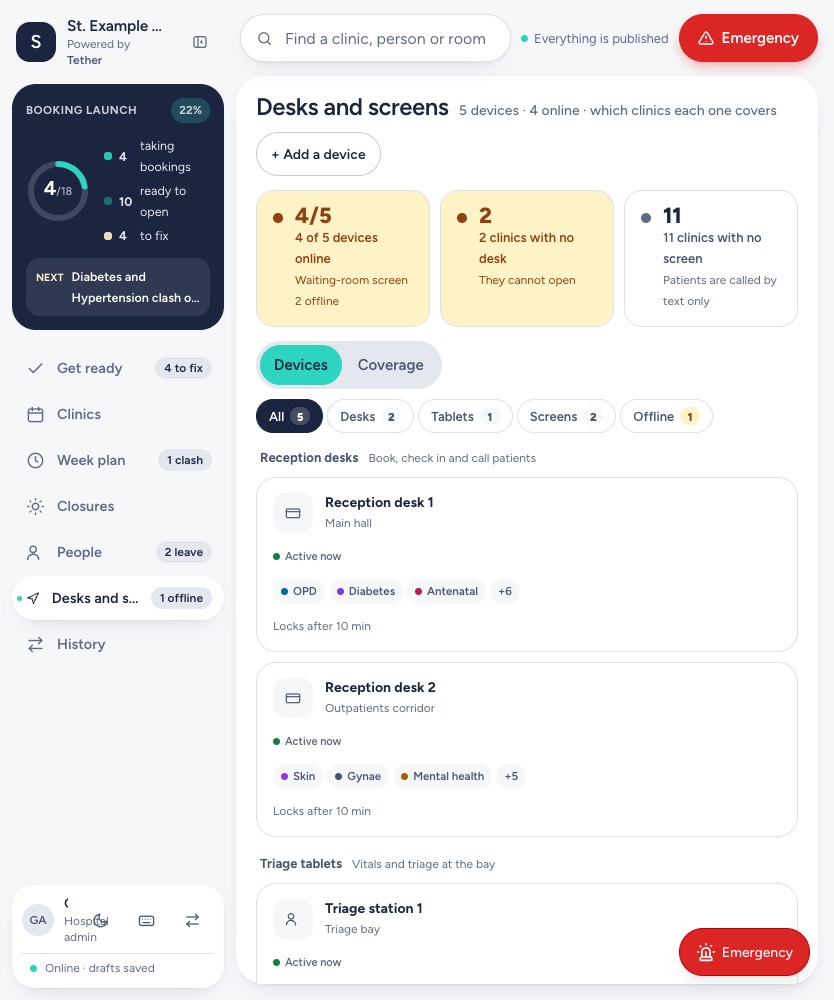 S
St. Example ...
Powered by
Tether
Find a clinic, person or room
Everything is published
Emergency
BOOKING LAUNCH
22%
4/18
4 taking
bookings
10 ready to
open
4 to fix
NEXT Diabetes and
Hypertension clash o...
Get ready 4 to fix
Clinics
Week plan 1 clash
Closures
People 2 leave
Desks and s... 1 offline
History
GA
Hospital
admin
Online · drafts saved
Desks and screens 5 devices · 4 online · which clinics each one covers
+ Add a device
4/5
4 of 5 devices
online
Waiting-room screen
2 offline
2
2 clinics with no
desk
They cannot open
11
11 clinics with no
screen
Patients are called by
text only
Devices Coverage
All 5 Desks 2 Tablets 1 Screens 2 Offline 1
Reception desks Book, check in and call patients
Reception desk 1
Main hall
Active now
OPD Diabetes Antenatal +6
Locks after 10 min
Reception desk 2
Outpatients corridor
Active now
Skin Gynae Mental health +5
Locks after 10 min
Triage tablets Vitals and triage at the bay
Triage station 1
Triage bay
Active now
Emergency